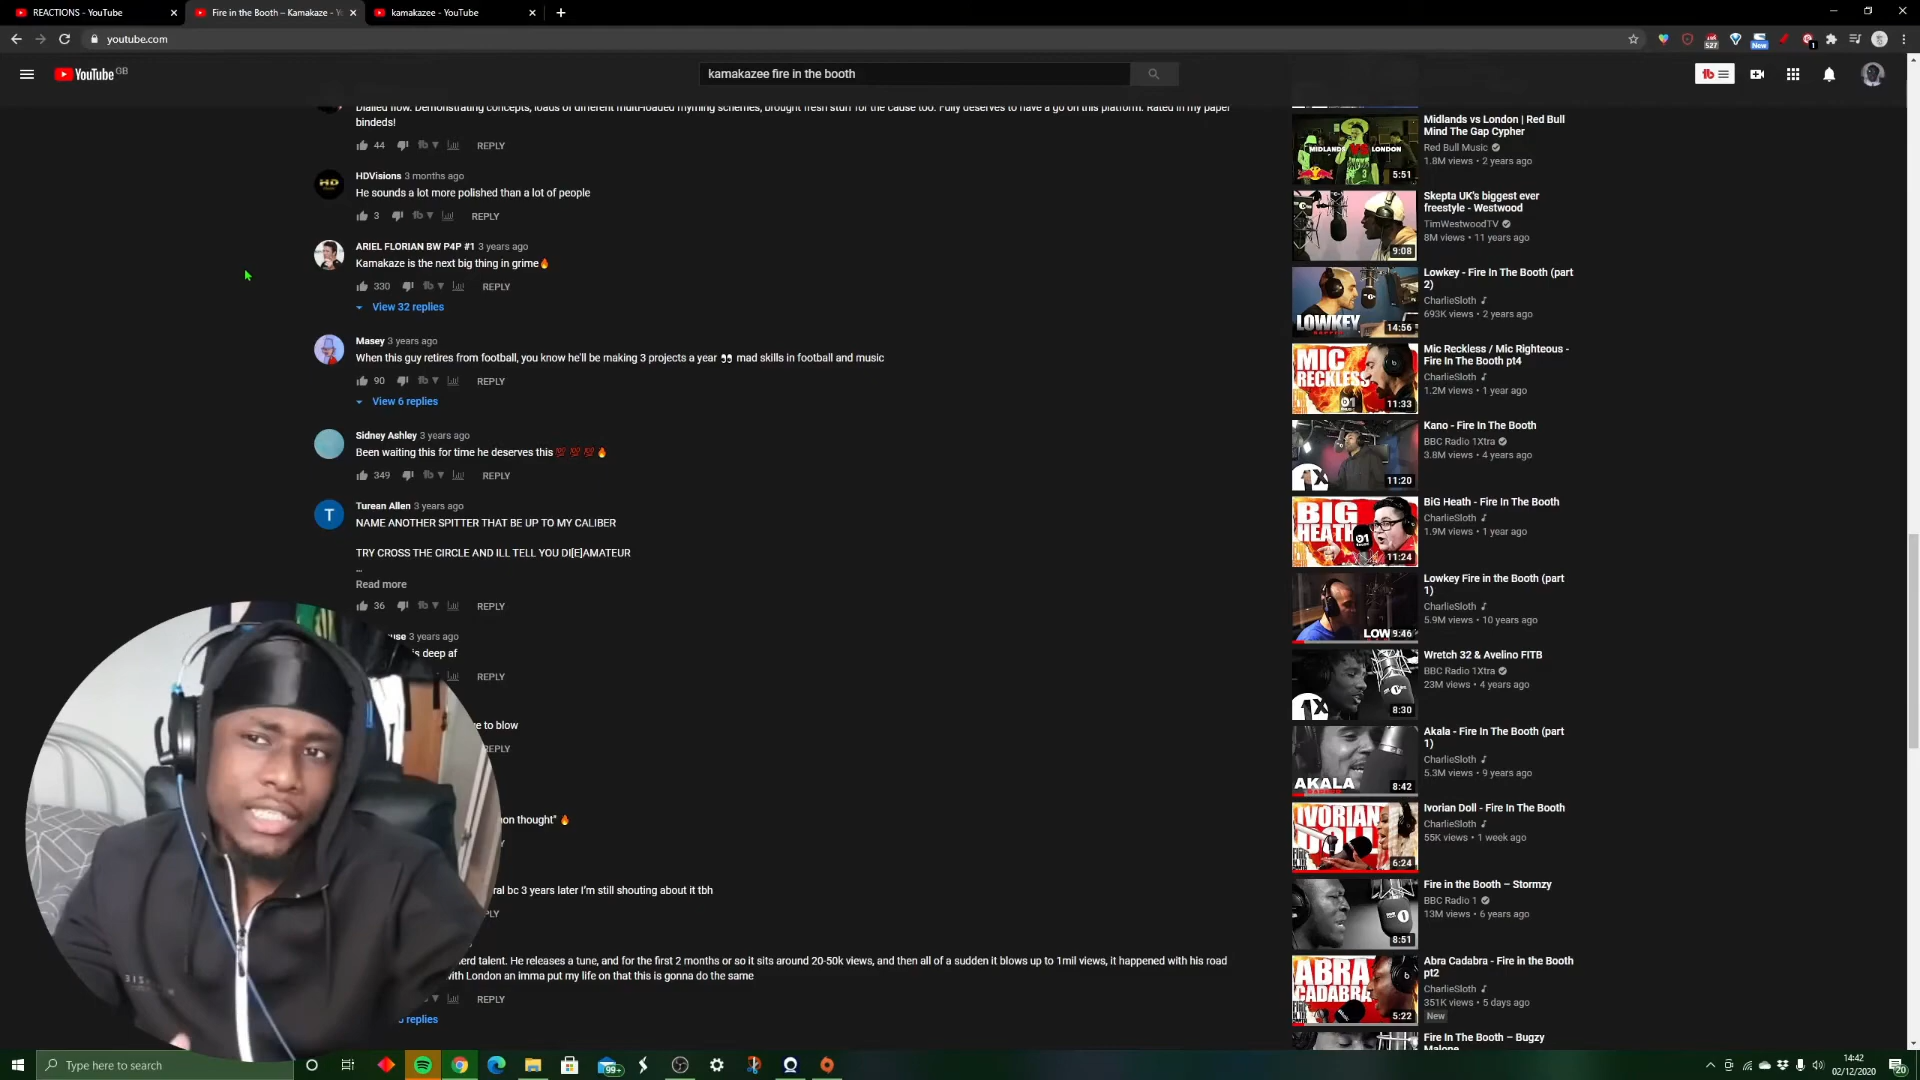 REACTIONS - YouTube
Fire in the Booth – Kamakaze - Y
kamakazee - YouTube
youtube.com
527
New
1
YouTube GB
kamakazee fire in the booth
Dialled flow. Demonstrating concepts, loads of different multi-loaded rhyming schemes, brought fresh stuff for the cause too. Fully deserves to have a go on this platform. Rated in my paper
bindeds!
44 REPLY
HDVisions 3 months ago
He sounds a lot more polished than a lot of people
3 REPLY
ARIEL FLORIAN BW P4P #1 3 years ago
Kamakaze is the next big thing in grime🔥
330 REPLY
View 32 replies
Masey 3 years ago
When this guy retires from football, you know he'll be making 3 projects a year 👀 mad skills in football and music
90 REPLY
View 6 replies
Sidney Ashley 3 years ago
Been waiting this for time he deserves this 💯 💯 💯 🔥
349 REPLY
T
Turean Allen 3 years ago
NAME ANOTHER SPITTER THAT BE UP TO MY CALIBER
TRY CROSS THE CIRCLE AND ILL TELL YOU DI[E]AMATEUR
...
Read more
36 REPLY
use 3 years ago
is deep af
REPLY
e to blow
REPLY
on thought" 🔥
ral bc 3 years later I'm still shouting about it tbh
PLY
nerd talent. He releases a tune, and for the first 2 months or so it sits around 20-50k views, and then all of a sudden it blows up to 1mil views, it happened with his road
with London an imma put my life on that this is gonna do the same
REPLY
replies
MIDLANDS VS LONDON
5:51
Midlands vs London | Red Bull
Mind The Gap Cypher
Red Bull Music
1.8M views • 2 years ago
9:08
Skepta UK's biggest ever
freestyle - Westwood
TimWestwoodTV
8M views • 11 years ago
LOWKEY
14:56
Lowkey - Fire In The Booth (part
2)
CharlieSloth
693K views • 2 years ago
MIC
RECKLESS
11:33
Mic Reckless / Mic Righteous -
Fire In The Booth pt4
CharlieSloth
1.2M views • 1 year ago
1X
11:20
Kano - Fire In The Booth
BBC Radio 1Xtra
3.8M views • 4 years ago
BIG
HEATH
11:24
BiG Heath - Fire In The Booth
CharlieSloth
1.9M views • 1 year ago
LOW
9:46
Lowkey Fire in the Booth (part
1)
CharlieSloth
5.9M views • 10 years ago
1X
8:30
Wretch 32 & Avelino FITB
BBC Radio 1Xtra
23M views • 4 years ago
AKALA
8:42
Akala - Fire In The Booth (part
1)
CharlieSloth
5.3M views • 9 years ago
IVORIAN
DOLL
6:24
Ivorian Doll - Fire In The Booth
CharlieSloth
55K views • 1 week ago
8:51
Fire in the Booth – Stormzy
BBC Radio 1
13M views • 6 years ago
ABRA
CADABRA
5:22
Abra Cadabra - Fire in the Booth
pt2
CharlieSloth
351K views • 5 days ago
New
Fire In The Booth – Bugzy
Malone
Type here to search
99+
14:42
02/12/2020
20